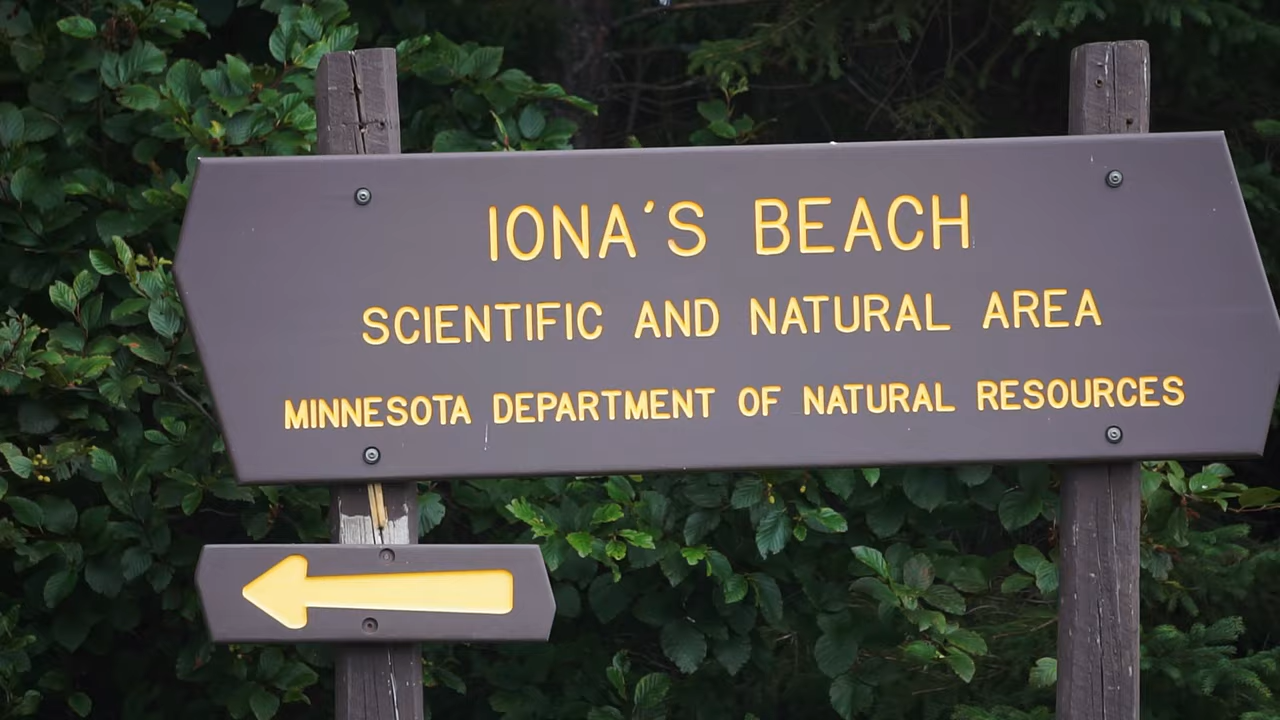 IONA'S BEACH
SCIENTIFIC AND NATURAL AREA
MINNESOTA DEPARTMENT OF NATURAL RESOURCES